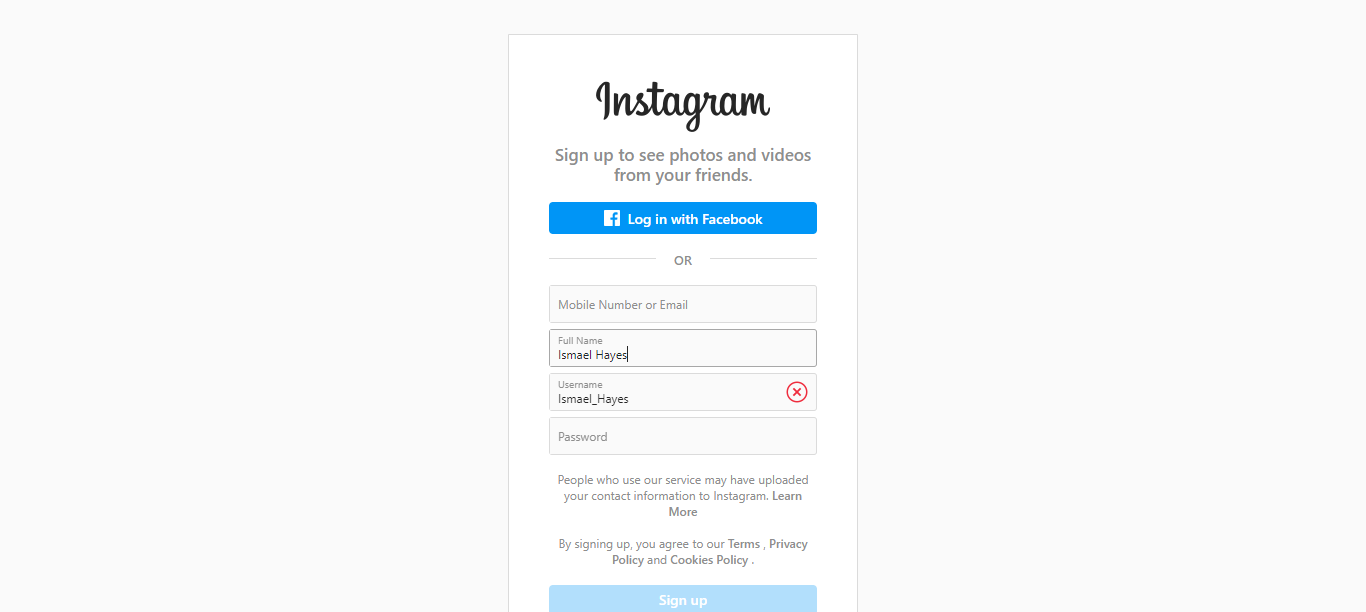 Instagram
Sign up to see photos and videos
from your friends.
Log in with Facebook
OR
Mobile Number or Email
Full Name
Ismael Hayes
Username
Ismael_Hayes
Password
People who use our service may have uploaded
your contact information to Instagram. Learn
More
By signing up, you agree to our Terms , Privacy
Policy and Cookies Policy .
Sign up